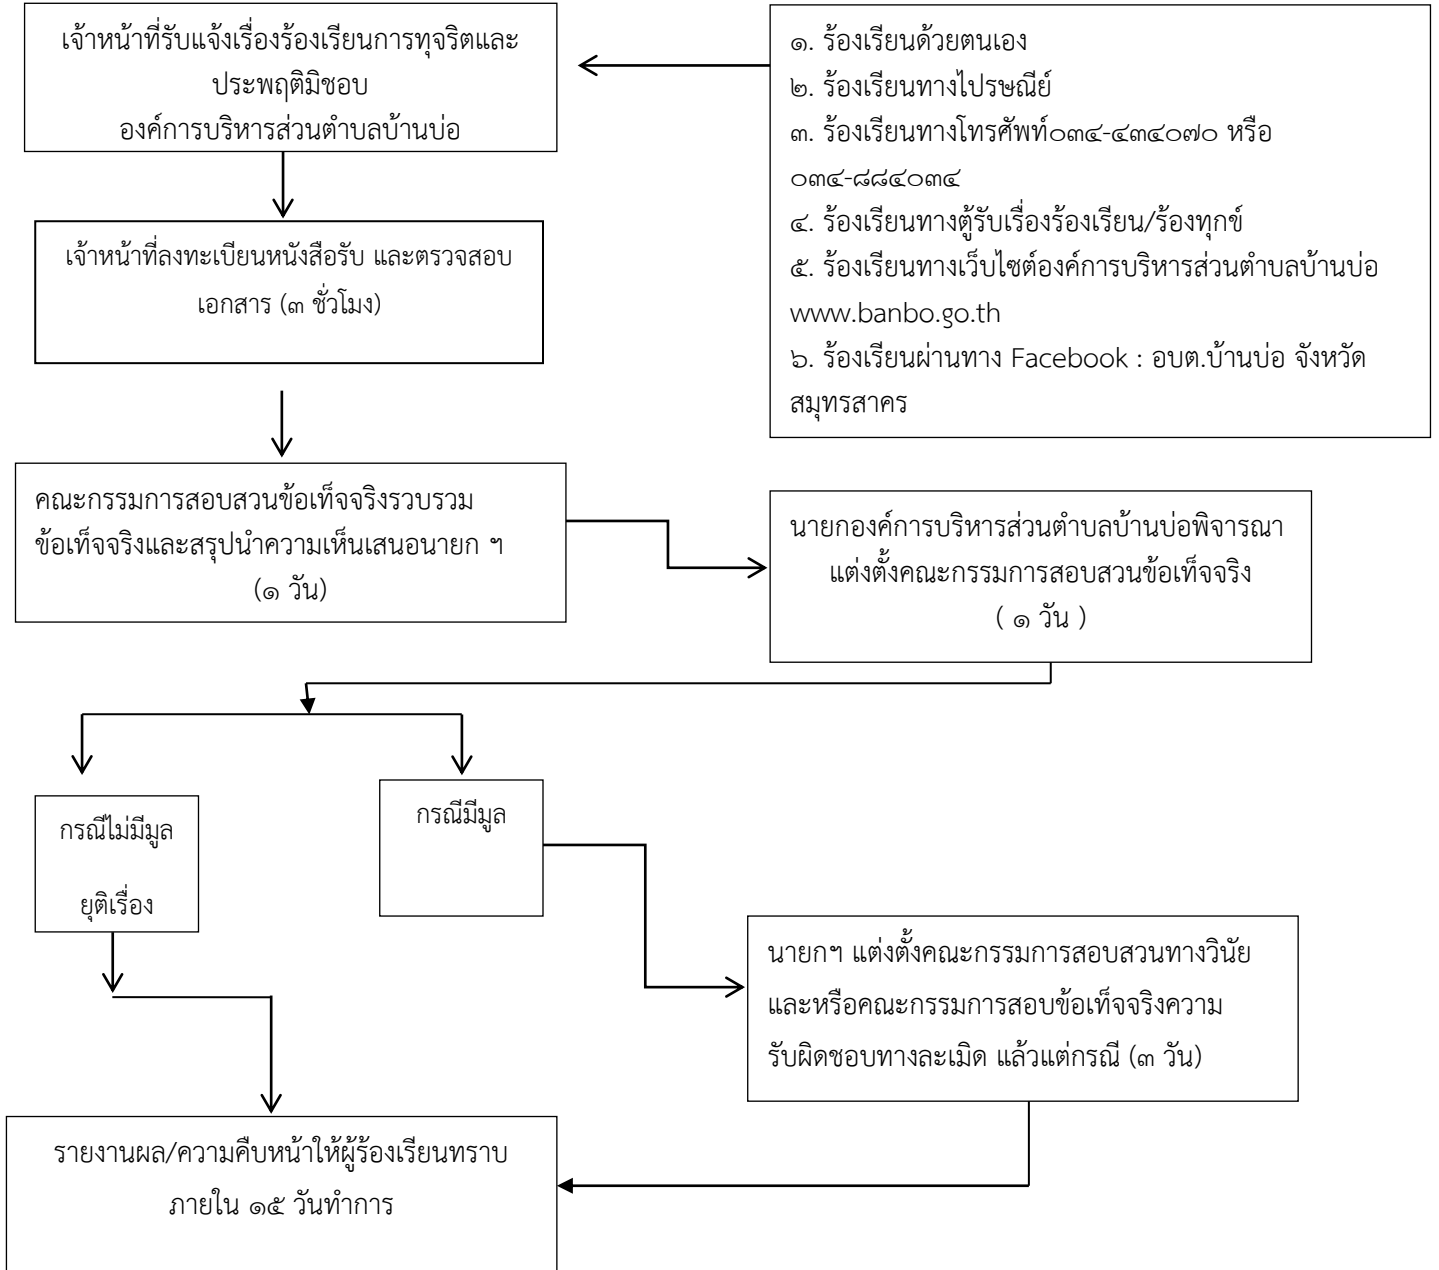 เจ้าหน้าที่รับแจ้งเรื่องร้องเรียนการทุจริตและ
ประพฤติมิชอบ
องค์การบริหารส่วนตำบลบ้านบ่อ
๑. ร้องเรียนด้วยตนเอง
๒. ร้องเรียนทางไปรษณีย์
๓. ร้องเรียนทางโทรศัพท์๐๓๔-๔๓๔๐๗๐ หรือ
๐๓๔-๘๘๔๐๓๔
๔. ร้องเรียนทางตู้รับเรื่องร้องเรียน/ร้องทุกข์
๕. ร้องเรียนทางเว็บไซต์องค์การบริหารส่วนตำบลบ้านบ่อ
www.banbo.go.th
๖. ร้องเรียนผ่านทาง Facebook : อบต.บ้านบ่อ จังหวัด
สมุทรสาคร
เจ้าหน้าที่ลงทะเบียนหนังสือรับ และตรวจสอบ
เอกสาร (๓ ชั่วโมง)
คณะกรรมการสอบสวนข้อเท็จจริงรวบรวม
ข้อเท็จจริงและสรุปนำความเห็นเสนอนายก ฯ
(๑ วัน)
นายกองค์การบริหารส่วนตำบลบ้านบ่อพิจารณา
แต่งตั้งคณะกรรมการสอบสวนข้อเท็จจริง
( ๑ วัน )
กรณีไม่มีมูล
ยุติเรื่อง
กรณีมีมูล
นายกฯ แต่งตั้งคณะกรรมการสอบสวนทางวินัย
และหรือคณะกรรมการสอบข้อเท็จจริงความ
รับผิดชอบทางละเมิด แล้วแต่กรณี (๓ วัน)
รายงานผล/ความคืบหน้าให้ผู้ร้องเรียนทราบ
ภายใน ๑๕ วันทำการ